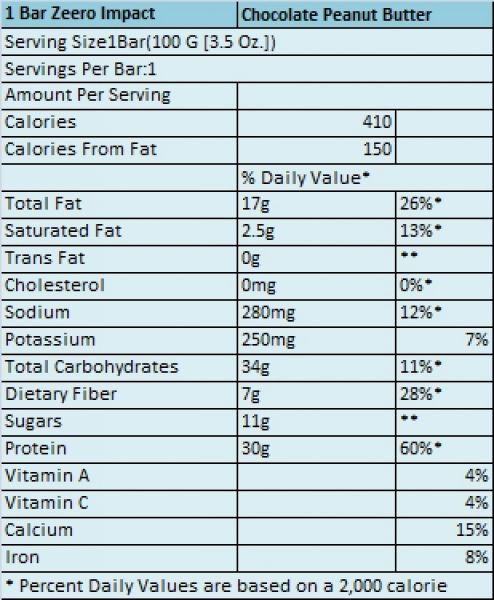 1 Bar Zeero Impact Chocolate Peanut Butter
Serving Size1Bar(100 G [3.5 Oz.])
Servings Per Bar:1
Amount Per Serving
Calories 410
Calories From Fat 150
% Daily Value*
Total Fat 17g 26%*
Saturated Fat 2.5g 13%*
Trans Fat 0g **
Cholesterol 0mg 0%*
Sodium 280mg 12%*
Potassium 250mg 7%
Total Carbohydrates 34g 11%*
Dietary Fiber 7g 28%*
Sugars 11g **
Protein 30g 60%*
Vitamin A 4%
Vitamin C 4%
Calcium 15%
Iron 8%
* Percent Daily Values are based on a 2,000 calorie